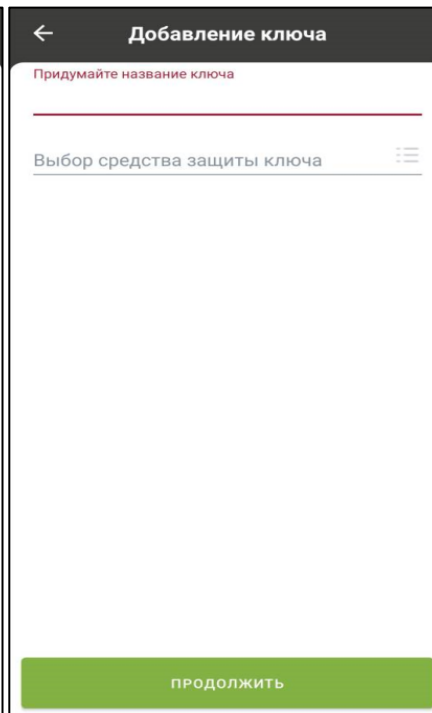 Добавление ключа
Придумайте название ключа
Выбор средства защиты ключа
ПРОДОЛЖИТЬ